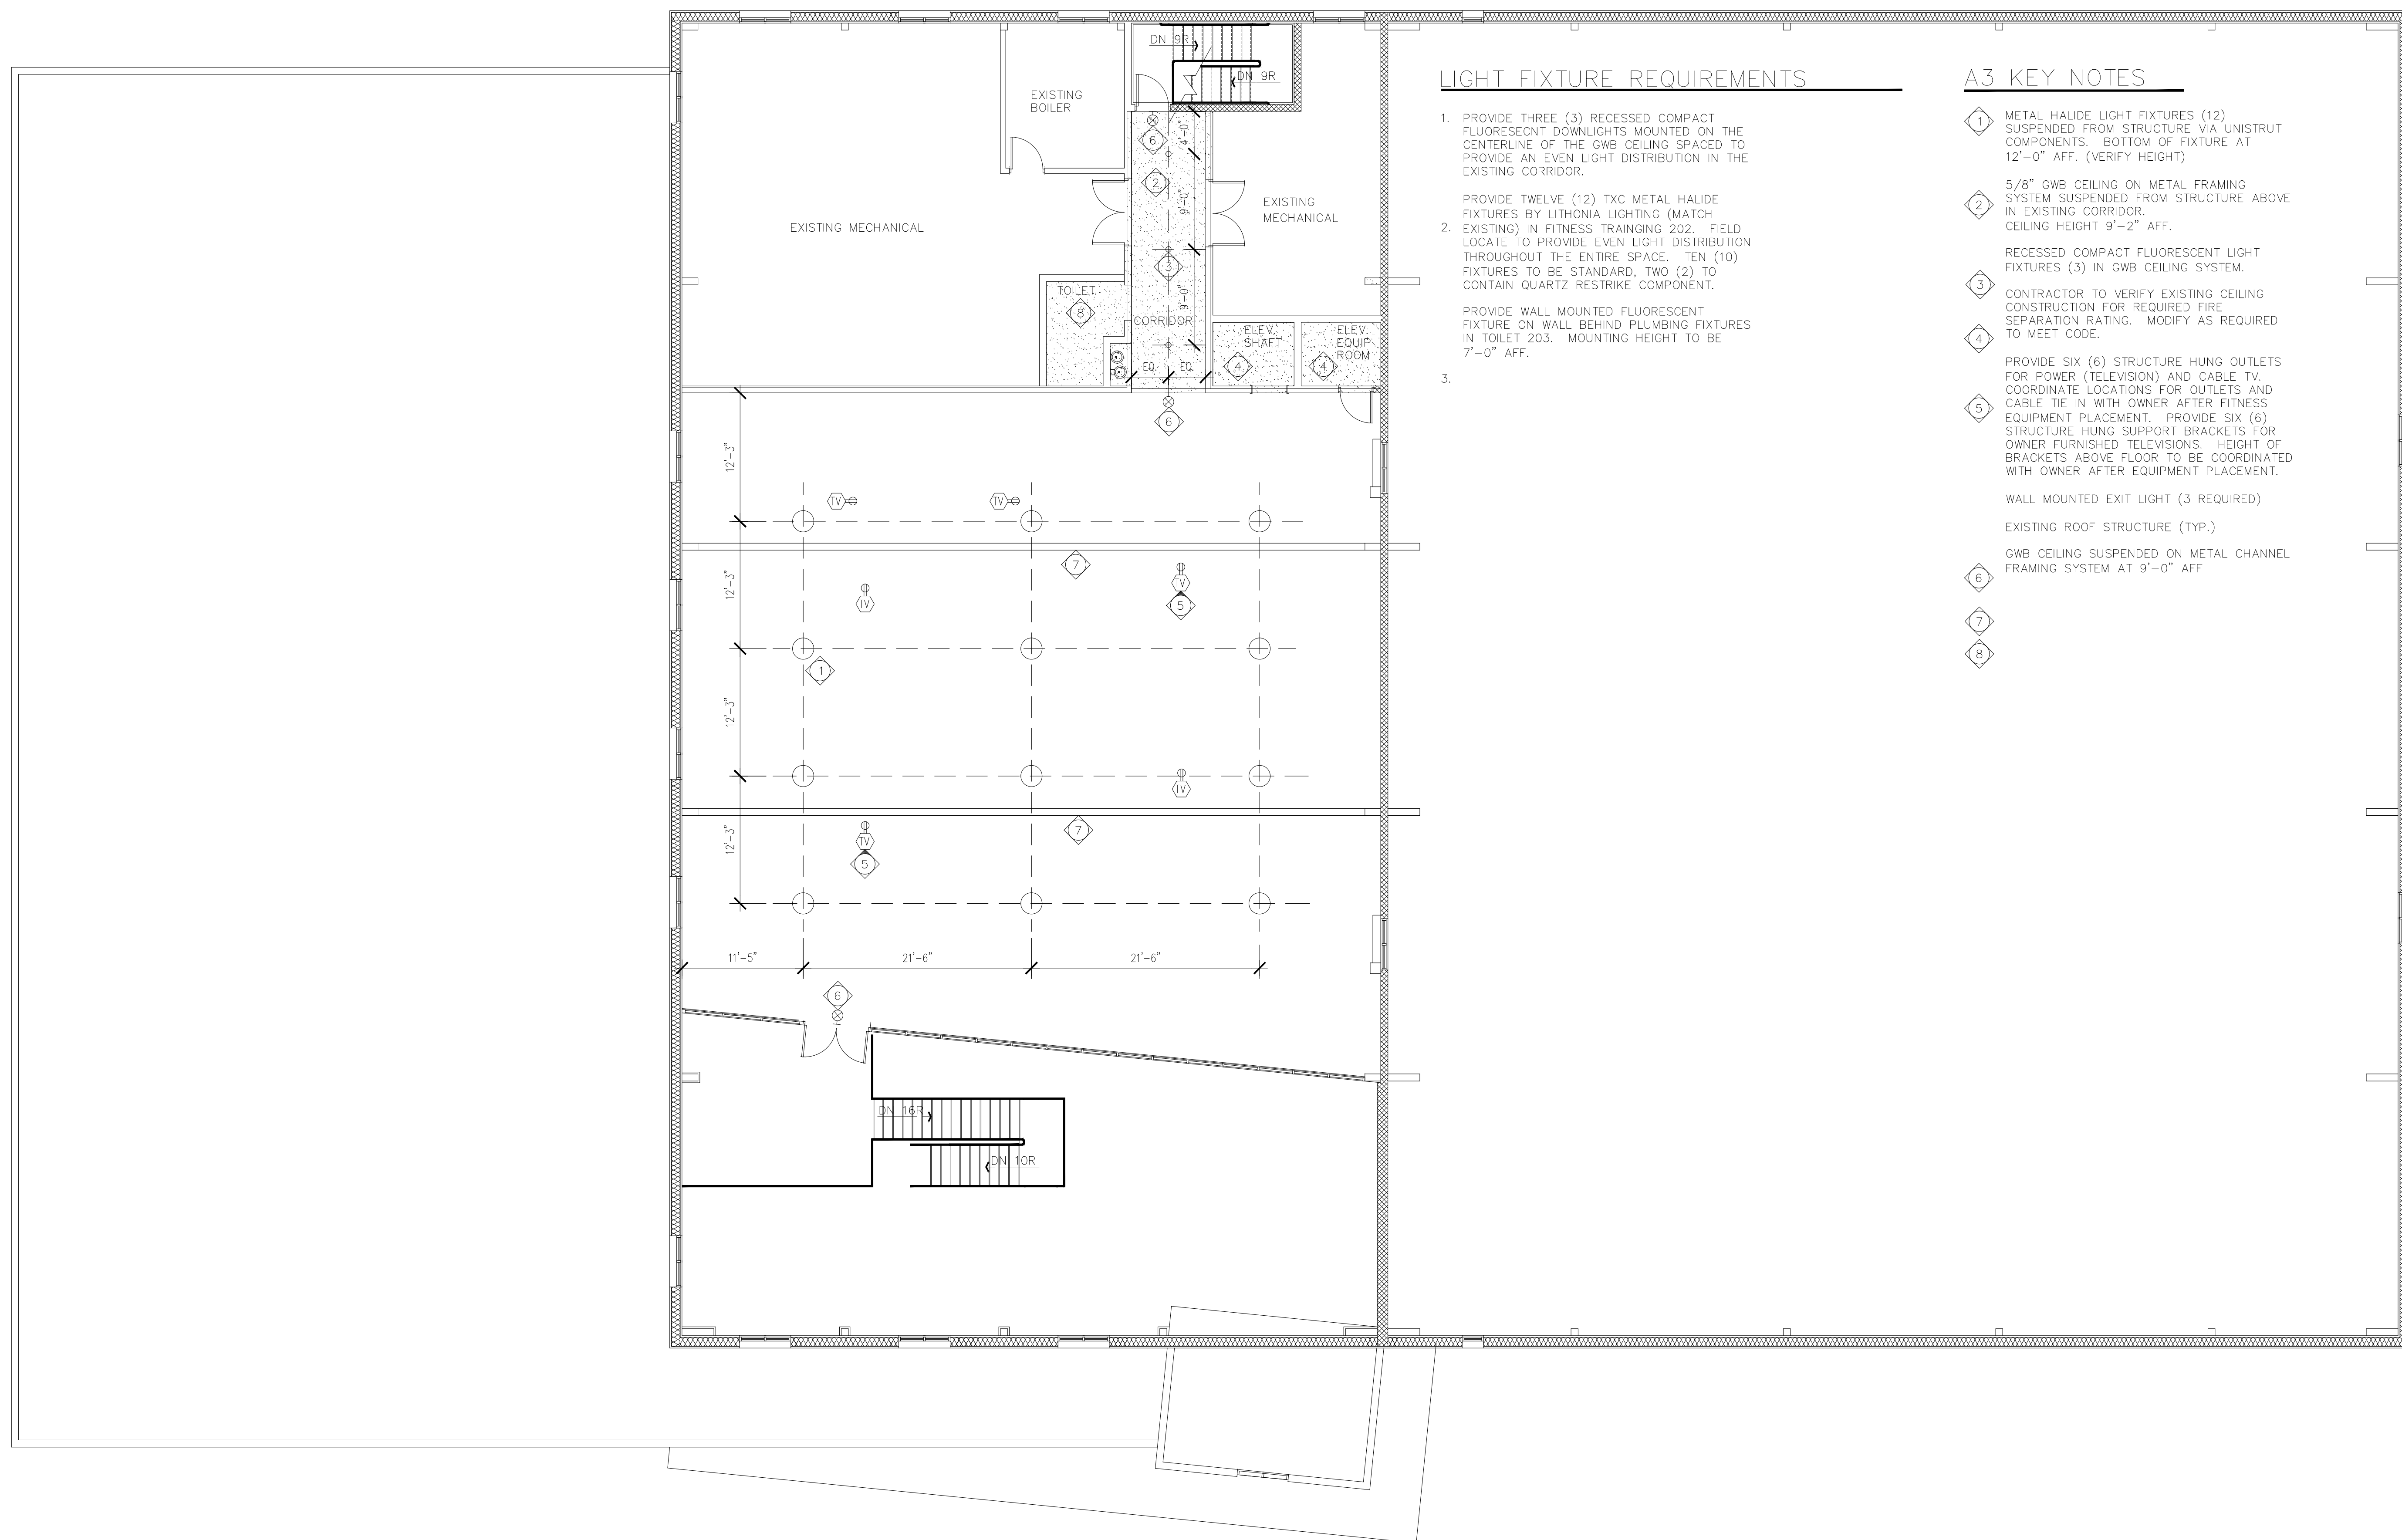 DN 9R
DN 9R
EXISTING
BOILER
6
4'-0"
2
9'-0"
EXISTING
MECHANICAL
EXISTING MECHANICAL
3
TOILET
8
9'-0"
CORRIDOR
ELEV.
SHAFT
ELEV.
EQUIP
ROOM
4
4
EQ.
EQ.
6
12'-3"
TV
TV
7
12'-3"
TV
TV
5
1
12'-3"
TV
12'-3"
TV
7
5
11'-5"
21'-6"
21'-6"
6
DN 16R
DN 10R
LIGHT FIXTURE REQUIREMENTS
1. PROVIDE THREE (3) RECESSED COMPACT
FLUORESECNT DOWNLIGHTS MOUNTED ON THE
CENTERLINE OF THE GWB CEILING SPACED TO
PROVIDE AN EVEN LIGHT DISTRIBUTION IN THE
EXISTING CORRIDOR.
PROVIDE TWELVE (12) TXC METAL HALIDE
FIXTURES BY LITHONIA LIGHTING (MATCH
2. EXISTING) IN FITNESS TRAINGING 202. FIELD
LOCATE TO PROVIDE EVEN LIGHT DISTRIBUTION
THROUGHOUT THE ENTIRE SPACE. TEN (10)
FIXTURES TO BE STANDARD, TWO (2) TO
CONTAIN QUARTZ RESTRIKE COMPONENT.
PROVIDE WALL MOUNTED FLUORESCENT
FIXTURE ON WALL BEHIND PLUMBING FIXTURES
IN TOILET 203. MOUNTING HEIGHT TO BE
7'-0" AFF.
3.
A3 KEY NOTES
1 METAL HALIDE LIGHT FIXTURES (12)
SUSPENDED FROM STRUCTURE VIA UNISTRUT
COMPONENTS. BOTTOM OF FIXTURE AT
12'-0" AFF. (VERIFY HEIGHT)
5/8" GWB CEILING ON METAL FRAMING
2 SYSTEM SUSPENDED FROM STRUCTURE ABOVE
IN EXISTING CORRIDOR.
CEILING HEIGHT 9'-2" AFF.
RECESSED COMPACT FLUORESCENT LIGHT
FIXTURES (3) IN GWB CEILING SYSTEM.
3
CONTRACTOR TO VERIFY EXISTING CEILING
CONSTRUCTION FOR REQUIRED FIRE
SEPARATION RATING. MODIFY AS REQUIRED
4 TO MEET CODE.
PROVIDE SIX (6) STRUCTURE HUNG OUTLETS
FOR POWER (TELEVISION) AND CABLE TV.
COORDINATE LOCATIONS FOR OUTLETS AND
5 CABLE TIE IN WITH OWNER AFTER FITNESS
EQUIPMENT PLACEMENT. PROVIDE SIX (6)
STRUCTURE HUNG SUPPORT BRACKETS FOR
OWNER FURNISHED TELEVISIONS. HEIGHT OF
BRACKETS ABOVE FLOOR TO BE COORDINATED
WITH OWNER AFTER EQUIPMENT PLACEMENT.
WALL MOUNTED EXIT LIGHT (3 REQUIRED)
EXISTING ROOF STRUCTURE (TYP.)
GWB CEILING SUSPENDED ON METAL CHANNEL
6 FRAMING SYSTEM AT 9'-0" AFF
7
8